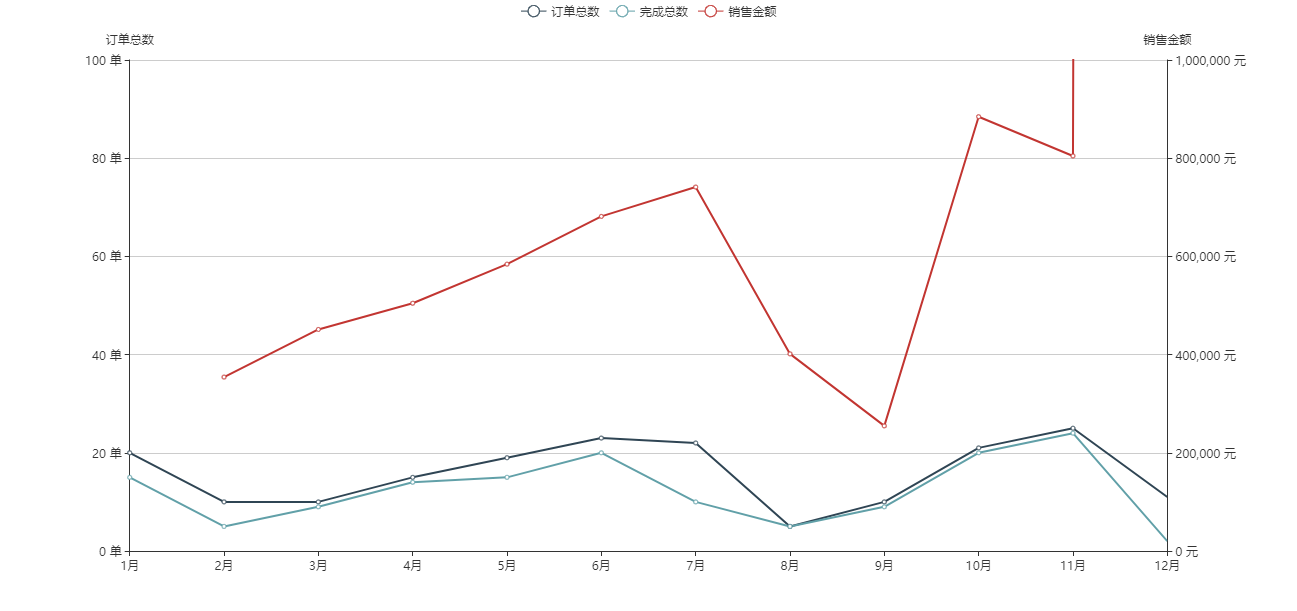 订单总数 完成总数 销售金额
订单总数 销售金额
100 单 1,000,000 元
80 单 800,000 元
60 单 600,000 元
40 单 400,000 元
20 单 200,000 元
0 单 0 元
1月 2月 3月 4月 5月 6月 7月 8月 9月 10月 11月 12月